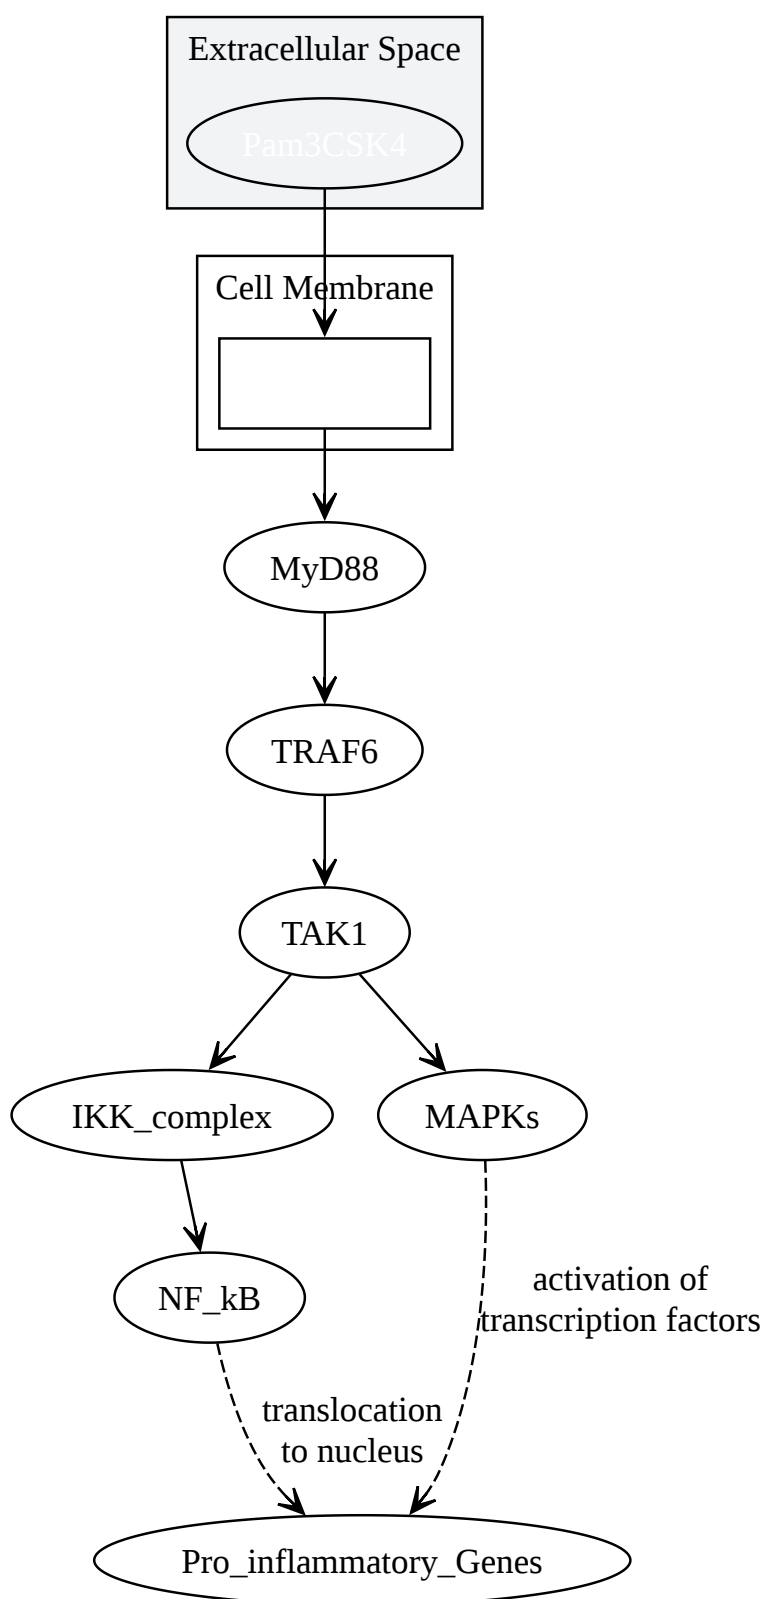 Extracellular Space
Pam3CSK4
Cell Membrane
MyD88
TRAF6
TAK1
IKK_complex
MAPKs
NF_kB
activation of
transcription factors
translocation
to nucleus
Pro_inflammatory_Genes